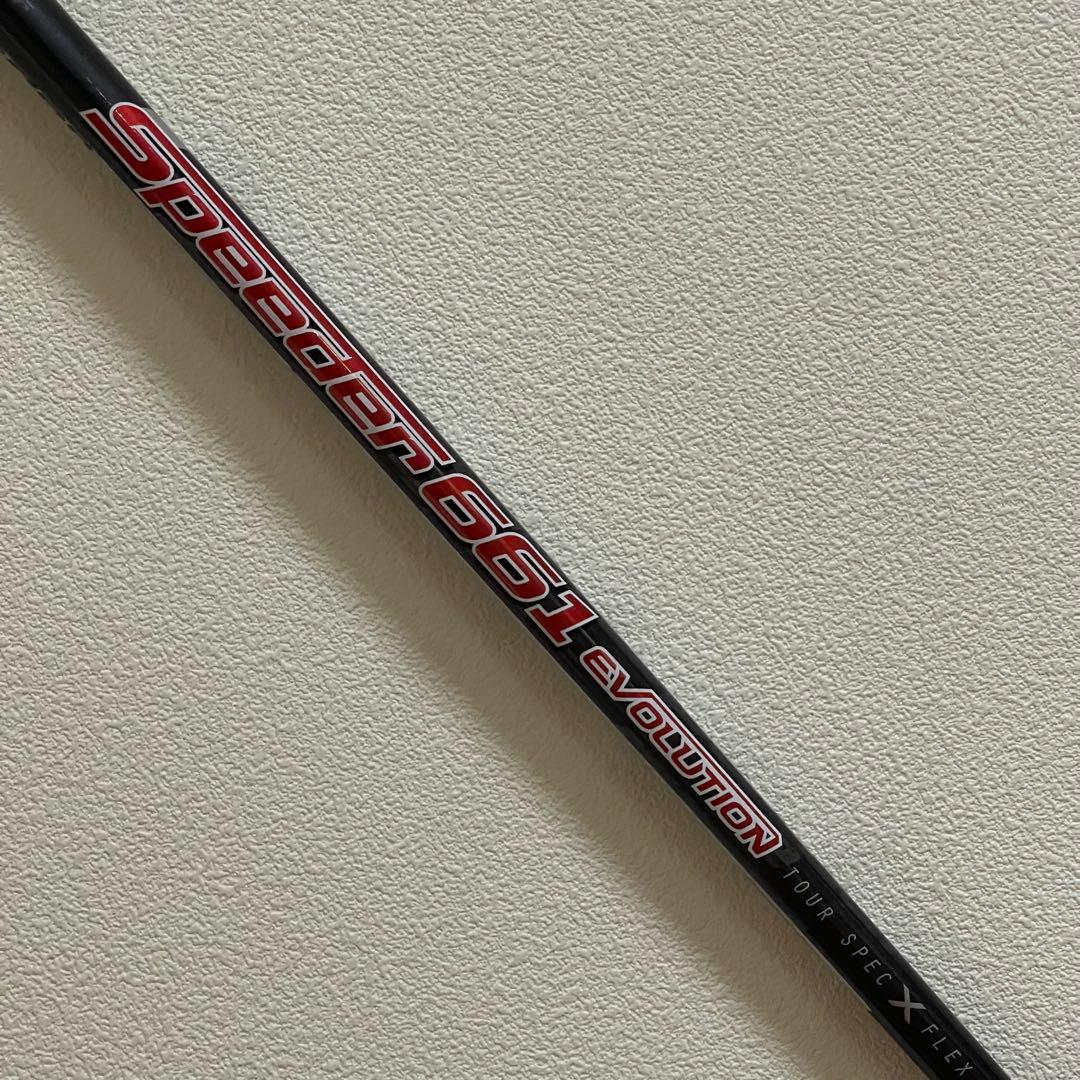 Speeder 661 EVOLUTION
TOUR SPEC X FLEX